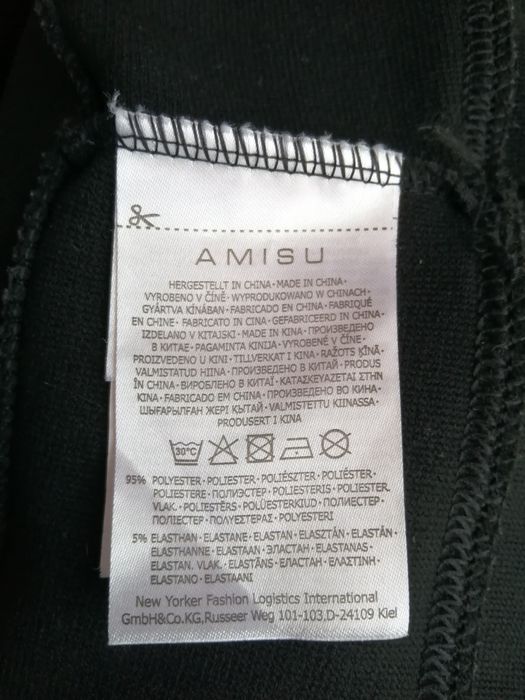 AMISU
HERGESTELLT IN CHINA·MADE IN CHINA·
VYROBENO V ČÍNĚ·WYPRODUKOWANO W CHINACH·
GYÁRTVA KÍNÁBAN·FABRICADO EN CHINA·FABRIQUÉ
EN CHINE·FABRICATO IN CINA·GEFABRICEERD IN CHINA·
IZDELANO V KITAJSKI·MADE IN KINA·ПРОИЗВЕДЕНО
В КИТАЕ·PAGAMINTA KINIJA·VYROBENÉ V ČÍNE·
PROIZVEDENO U KINI·TILLVERKAT I KINA·RAŽOTS ĶĪNĀ·
VALMISTATUD HIINA·ПРОИЗВЕДЕНО В КИТАЙ·PRODUS
ÎN CHINA·ВИРОБЛЕНО В КИТАЇ·ΚΑΤΑΣΚΕΥΑΖΕΤΑΙ ΣΤΗΝ
ΚΙΝΑ·FABRICADO EM CHINA·ПРОИЗВЕДЕНО ВО КИНА·
ШЫҒАРЫЛҒАН ЖЕРІ ҚЫТАЙ·VALMISTETTU KIINASSA·
PRODUSERT I KINA
30°C
95% POLYESTER·POLIESTER·POLIÉSZTER·POLIÉSTER·
POLIESTERE·ПОЛИЭСТЕР·POLIESTERIS·POLIESTER.
VLAK.·POLIESTĒRS·POLÜESTERKIUD·ПОЛИЕСТЕР·
ПОЛІЕСТЕР·ΠΟΛΥΕΣΤΕΡΑΣ·POLYESTERI
5% ELASTHAN·ELASTANE·ELASTAN·ELASZTÁN·ELASTÁN·
ELASTHANNE·ELASTAAN·ЭЛАСТАН·ELASTANAS·
ELASTAN. VLAK.·ELASTĀNS·ЕЛАСТАН·ΕΛΑΣΤΙΝΗ·
ELASTANO·ELASTAANI
New Yorker Fashion Logistics International
GmbH&Co.KG,Russeer Weg 101-103,D-24109 Kiel